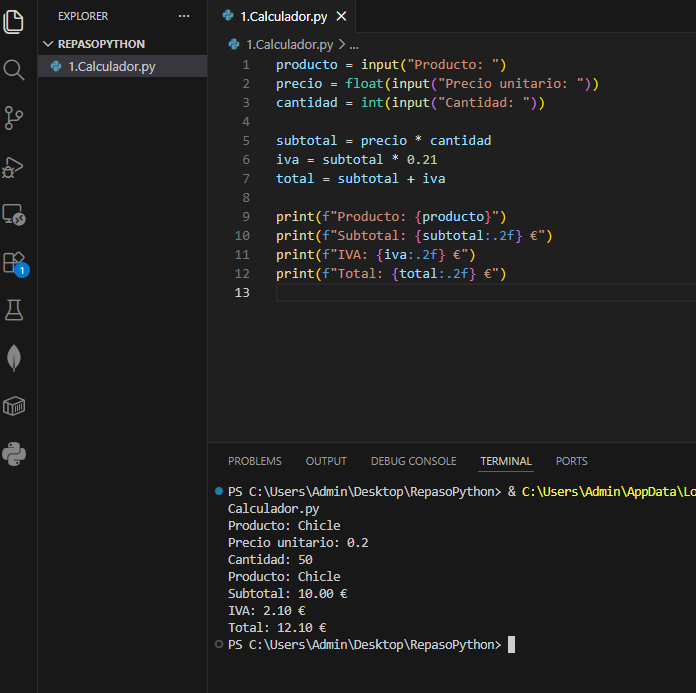 EXPLORER
···
REPASOPYTHON
1.Calculador.py
1.Calculador.py
1.Calculador.py > ...
1 producto = input("Producto: ")
2 precio = float(input("Precio unitario: "))
3 cantidad = int(input("Cantidad: "))
4
5 subtotal = precio * cantidad
6 iva = subtotal * 0.21
7 total = subtotal + iva
8
9 print(f"Producto: {producto}")
10 print(f"Subtotal: {subtotal:.2f} €")
11 print(f"IVA: {iva:.2f} €")
12 print(f"Total: {total:.2f} €")
13
1
PROBLEMS OUTPUT DEBUG CONSOLE TERMINAL PORTS
PS C:\Users\Admin\Desktop\RepasoPython> & C:\Users\Admin\AppData\Lo
Calculador.py
Producto: Chicle
Precio unitario: 0.2
Cantidad: 50
Producto: Chicle
Subtotal: 10.00 €
IVA: 2.10 €
Total: 12.10 €
PS C:\Users\Admin\Desktop\RepasoPython>